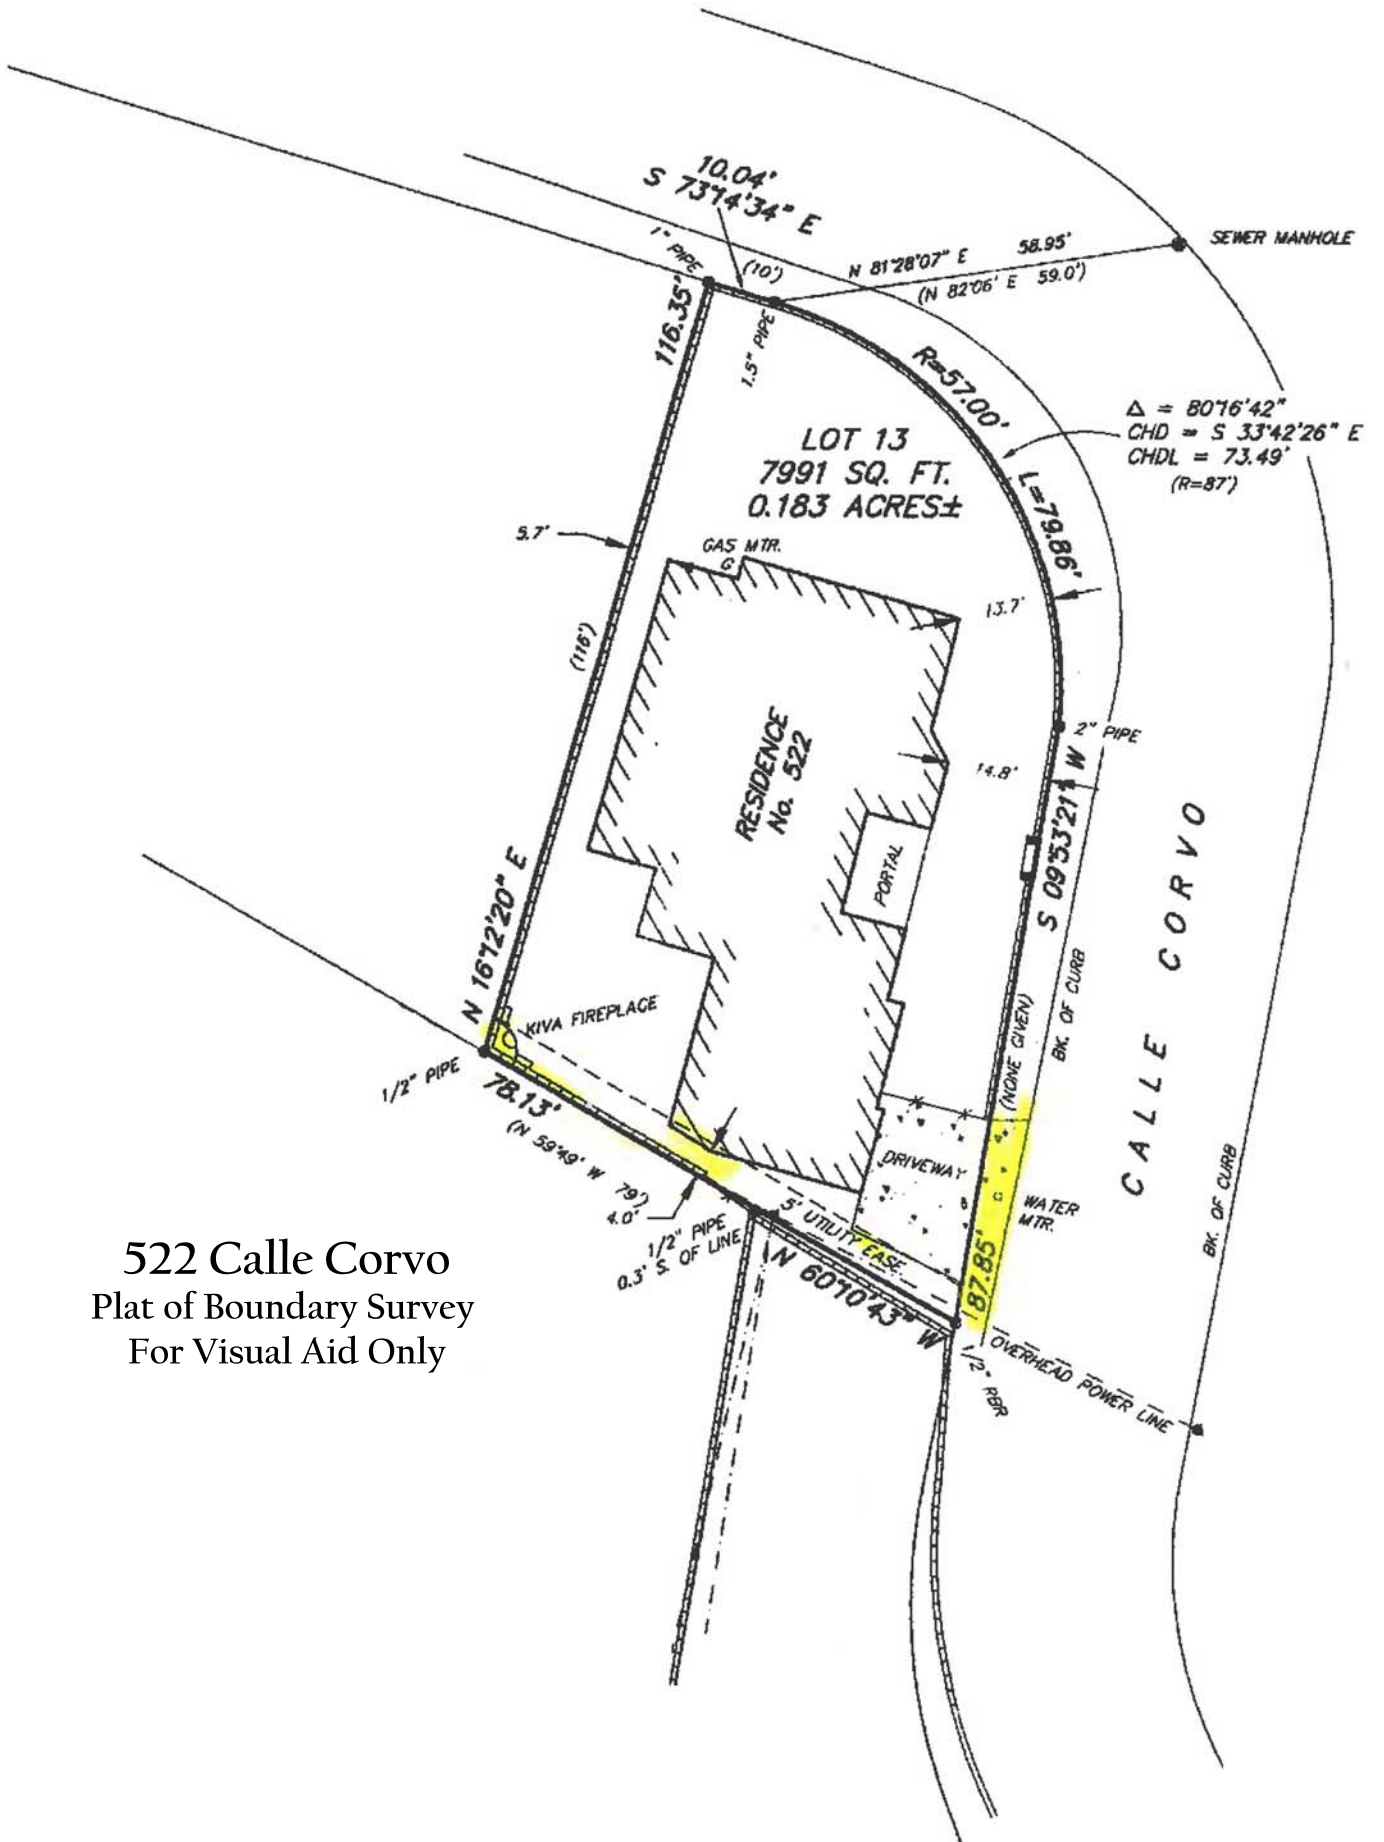 10.04'
S 73°14'34" E
1" PIPE
(10')
N 81°28'07" E 58.95'
(N 82°06' E 59.0')
SEWER MANHOLE
116.35'
1.5" PIPE
R=57.00'
Δ = 80°16'42"
CHD = S 33°42'26" E
CHDL = 73.49'
(R=87')
LOT 13
7991 SQ. FT.
0.183 ACRES±
L=79.86'
5.7'
GAS MTR.
G
13.7'
(116')
2" PIPE
RESIDENCE
No. 522
14.8'
S 09°53'21" W
PORTAL
CALLE CORVO
N 16°12'20" E
BK. OF CURB
(NONE GIVEN)
KIVA FIREPLACE
1/2" PIPE
78.13'
(N 59°49' W 79')
DRIVEWAY
WATER
MTR.
BK. OF CURB
4.0'
1/2" PIPE
0.3' S. OF LINE
5' UTILITY EASE.
N 60°10'43" W
87.85'
1/2" RBR
OVERHEAD POWER LINE
522 Calle Corvo
Plat of Boundary Survey
For Visual Aid Only